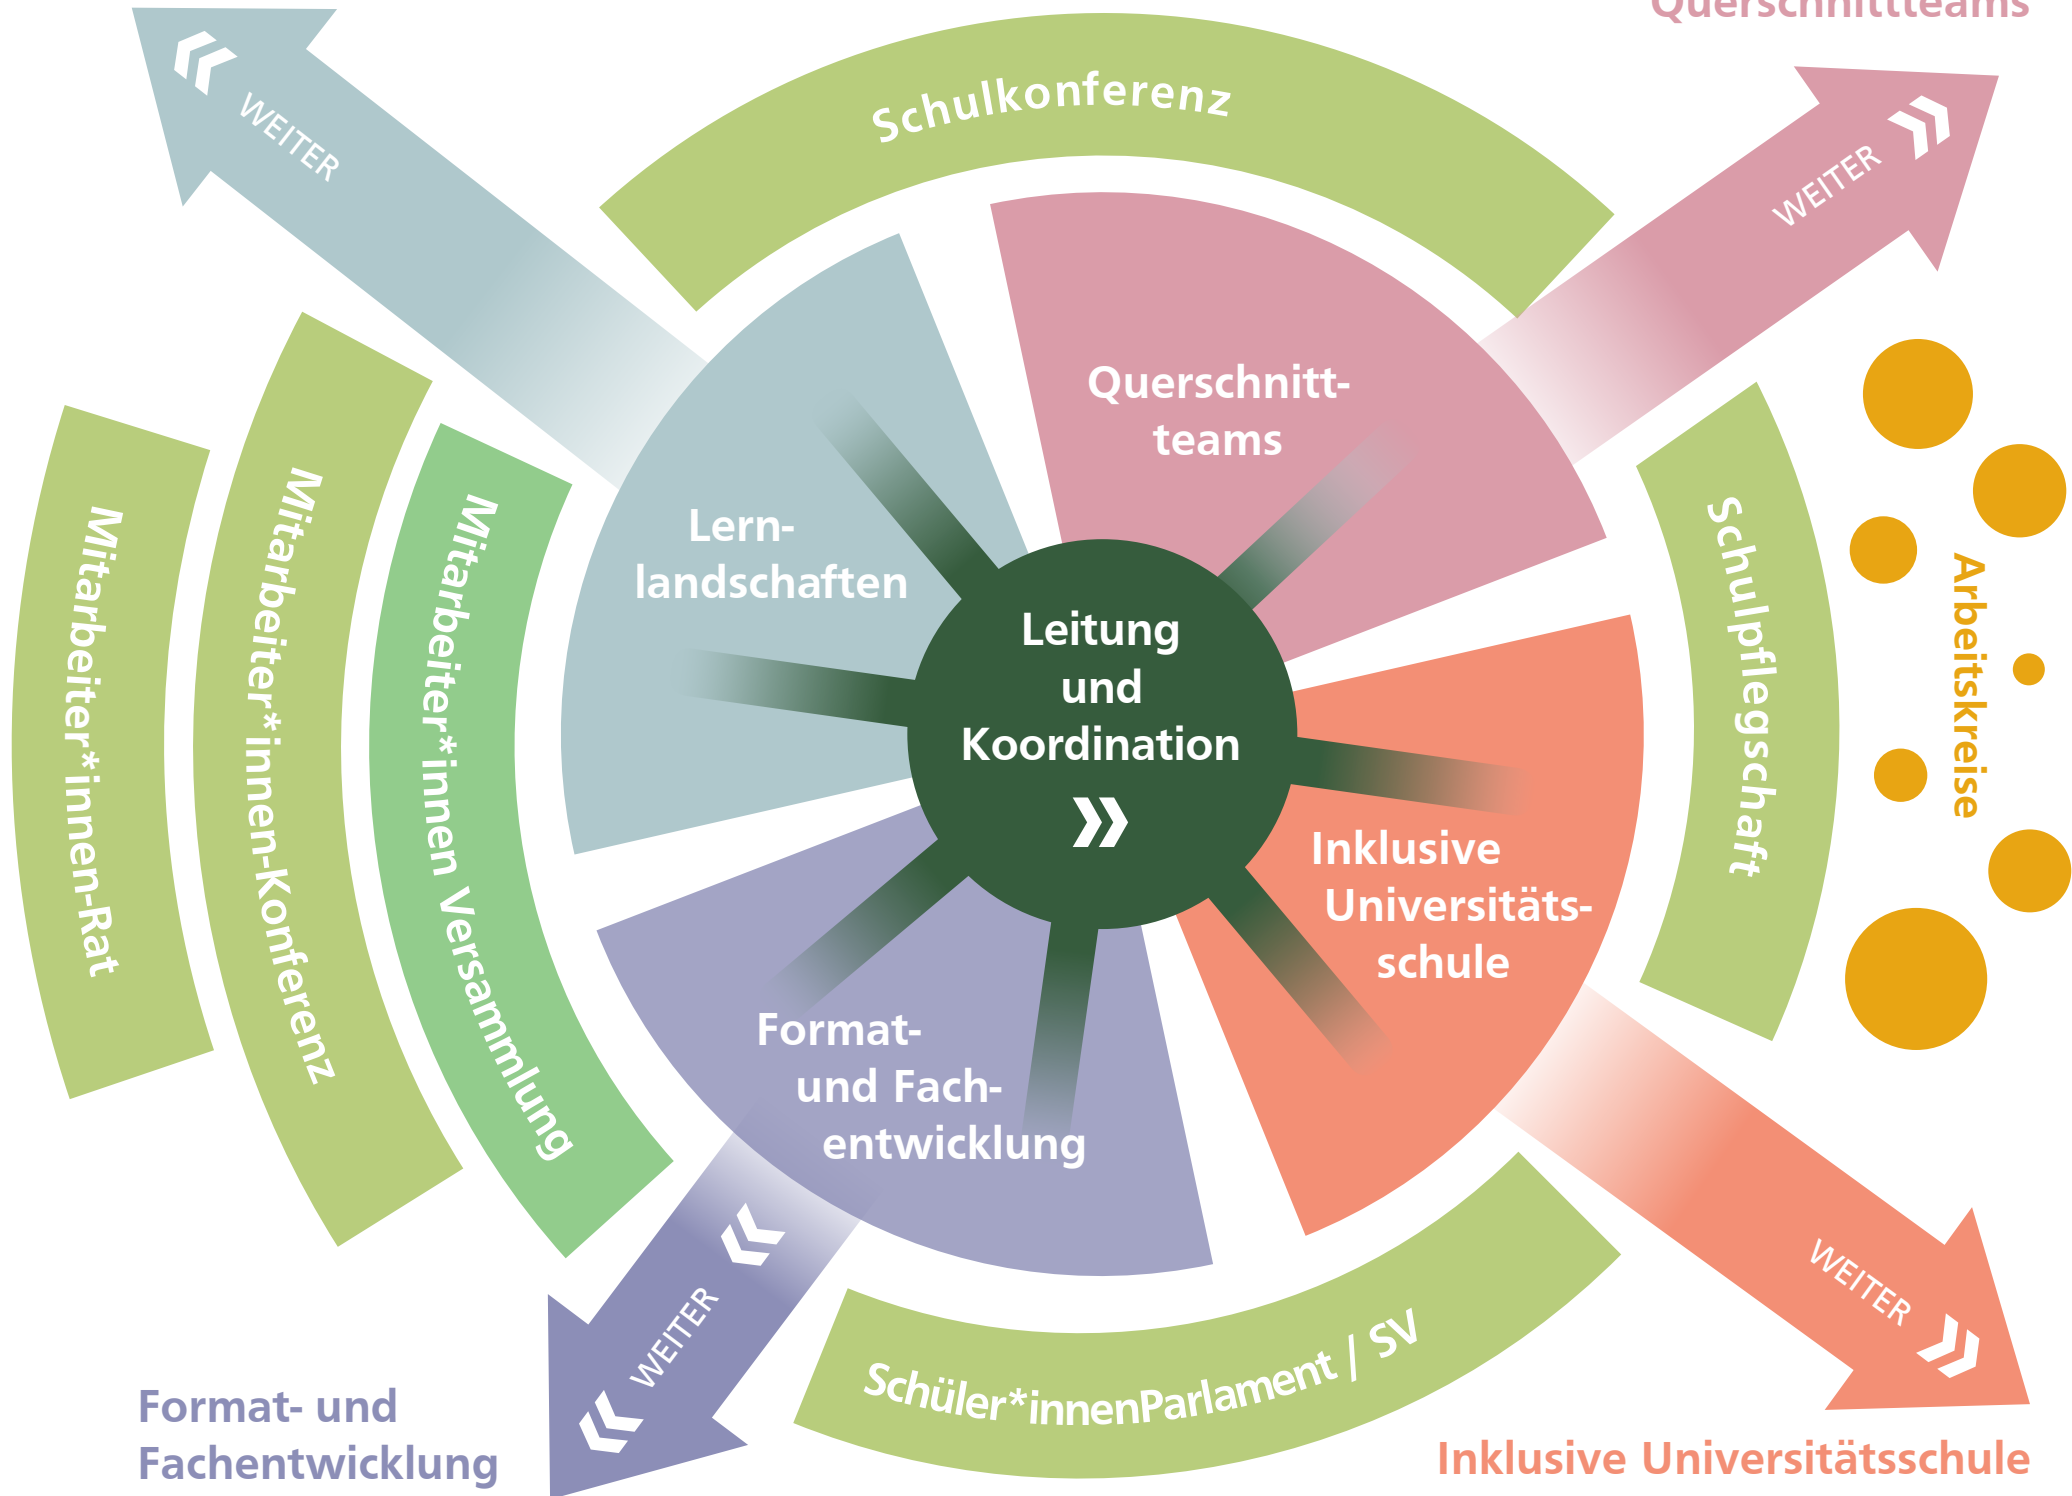 Querschnittteams
WEITER
WEITER
Schulkonferenz
Querschnitt-
teams
Lern-
landschaften
Leitung
und
Koordination
Mitarbeiter*innen-Rat
Mitarbeiter*innen-Konferenz
Mitarbeiter*innen Versammlung
Schulpflegschaft
Arbeitskreise
Inklusive
Universitäts-
schule
Format-
und Fach-
entwicklung
WEITER
WEITER
Schüler*innenParlament / SV
Format- und
Fachentwicklung
Inklusive Universitätsschule